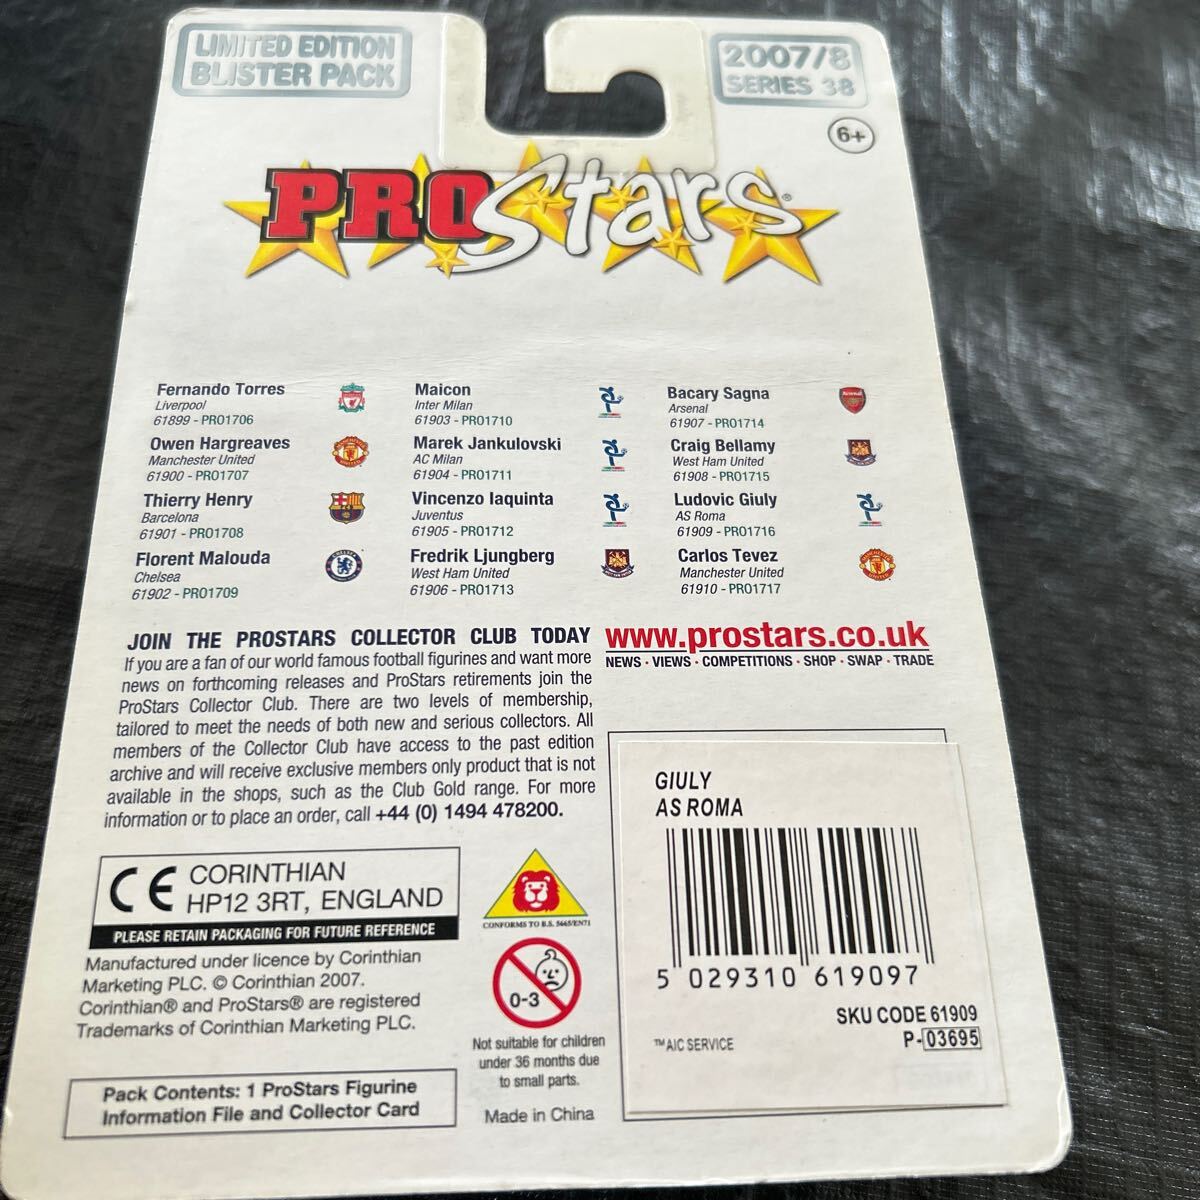 LIMITED EDITION
BLISTER PACK
2007/8
SERIES 38
6+
PROStars®
Fernando Torres
Liverpool
61899 - PRO1706
Owen Hargreaves
Manchester United
61900 - PRO1707
Thierry Henry
Barcelona
61901 - PRO1708
Florent Malouda
Chelsea
61902 - PRO1709
Maicon
Inter Milan
61903 - PRO1710
Marek Jankulovski
AC Milan
61904 - PRO1711
Vincenzo Iaquinta
Juventus
61905 - PRO1712
Fredrik Ljungberg
West Ham United
61906 - PRO1713
Bacary Sagna
Arsenal
61907 - PRO1714
Craig Bellamy
West Ham United
61908 - PRO1715
Ludovic Giuly
AS Roma
61909 - PRO1716
Carlos Tevez
Manchester United
61910 - PRO1717
JOIN THE PROSTARS COLLECTOR CLUB TODAY
If you are a fan of our world famous football figurines and want more
news on forthcoming releases and ProStars retirements join the
ProStars Collector Club. There are two levels of membership,
tailored to meet the needs of both new and serious collectors. All
members of the Collector Club have access to the past edition
archive and will receive exclusive members only product that is not
available in the shops, such as the Club Gold range. For more
information or to place an order, call +44 (0) 1494 478200.
www.prostars.co.uk
NEWS · VIEWS · COMPETITIONS · SHOP · SWAP · TRADE
GIULY
AS ROMA
5 029310 619097
SKU CODE 61909
P-03695
™AIC SERVICE
CE CORINTHIAN
HP12 3RT, ENGLAND
PLEASE RETAIN PACKAGING FOR FUTURE REFERENCE
Manufactured under licence by Corinthian
Marketing PLC. © Corinthian 2007.
Corinthian® and ProStars® are registered
Trademarks of Corinthian Marketing PLC.
Pack Contents: 1 ProStars Figurine
Information File and Collector Card
CONFORMS TO B.S. 5665/EN71
0-3
Not suitable for children
under 36 months due
to small parts.
Made in China